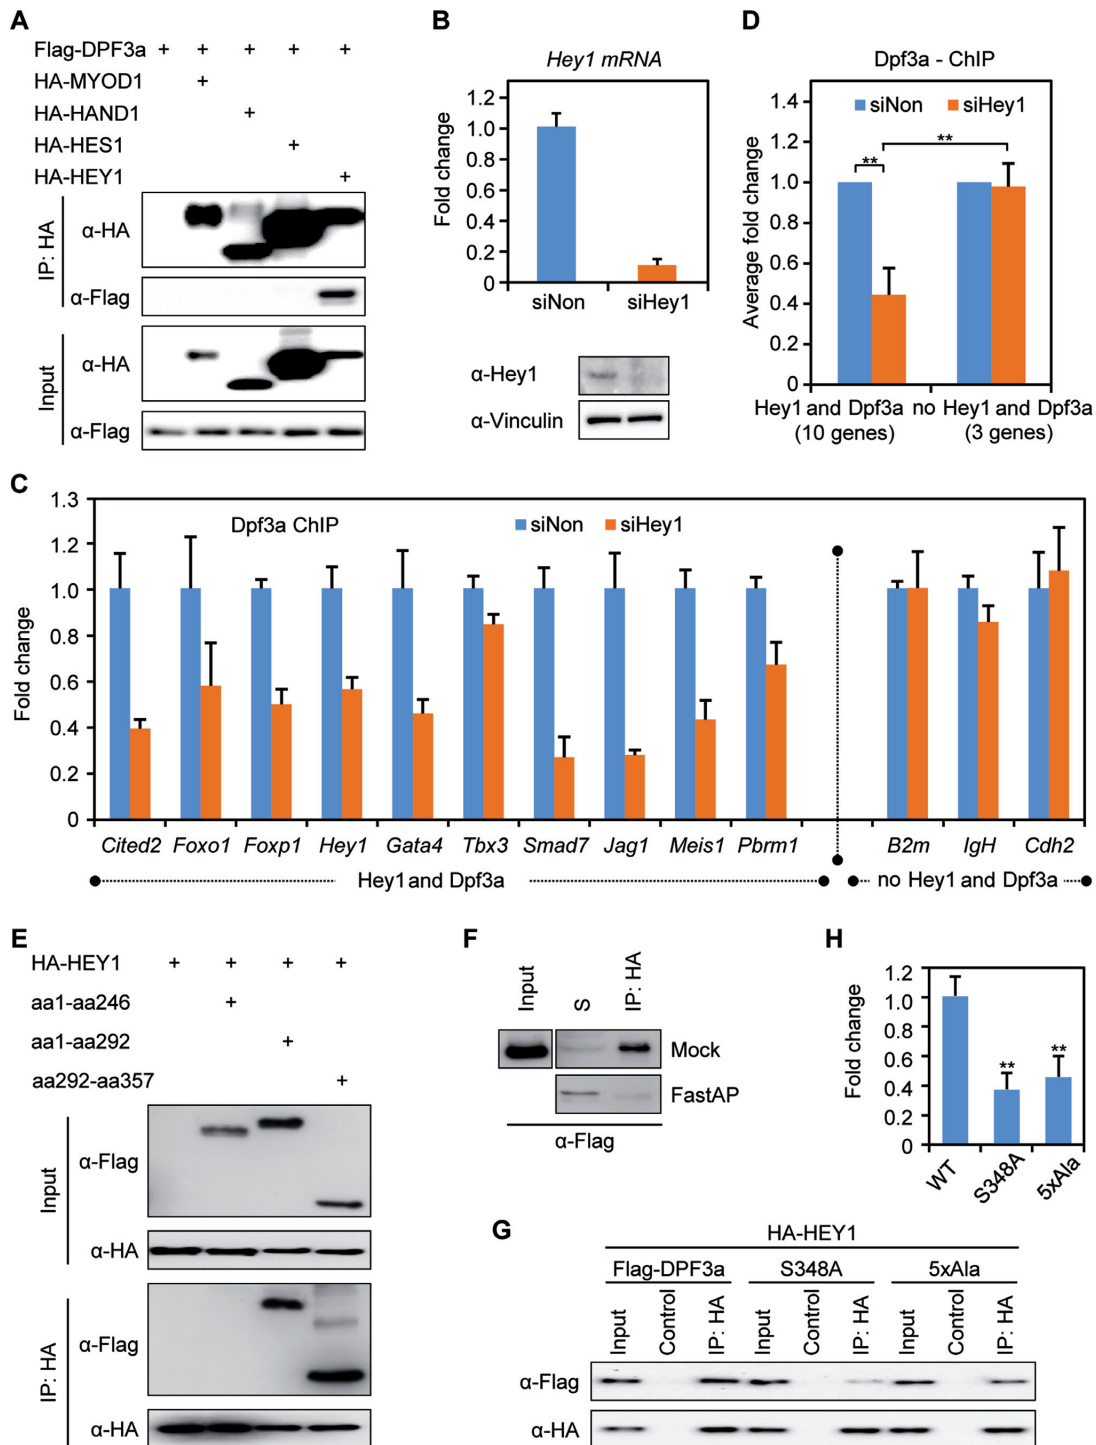 A
Flag-DPF3a + + + + +
HA-MYOD1 +
HA-HAND1 +
HA-HES1 +
HA-HEY1 +
IP: HA
α-HA
α-Flag
Input
α-HA
α-Flag
B
Hey1 mRNA
Fold change
1.2
1.0
0.8
0.6
0.4
0.2
0
siNon siHey1
α-Hey1
α-Vinculin
D
Dpf3a - ChIP
siNon siHey1
Average fold change
1.4
1.2
1.0
0.8
0.6
0.4
0.2
0
**
**
Hey1 and Dpf3a no Hey1 and Dpf3a
(10 genes) (3 genes)
C
Dpf3a ChIP siNon siHey1
Fold change
1.3
1.2
1.0
0.8
0.6
0.4
0.2
0
Cited2 Foxo1 Foxp1 Hey1 Gata4 Tbx3 Smad7 Jag1 Meis1 Pbrm1 B2m IgH Cdh2
Hey1 and Dpf3a no Hey1 and Dpf3a
E
HA-HEY1 + + + +
aa1-aa246 +
aa1-aa292 +
aa292-aa357 +
Input
α-Flag
α-HA
IP: HA
α-Flag
α-HA
F
Input S IP: HA
Mock
FastAP
α-Flag
H
Fold change
1.2
1.0
0.8
0.6
0.4
0.2
0
** **
WT S348A 5xAla
G
HA-HEY1
Flag-DPF3a S348A 5xAla
Input Control IP: HA Input Control IP: HA Input Control IP: HA
α-Flag
α-HA